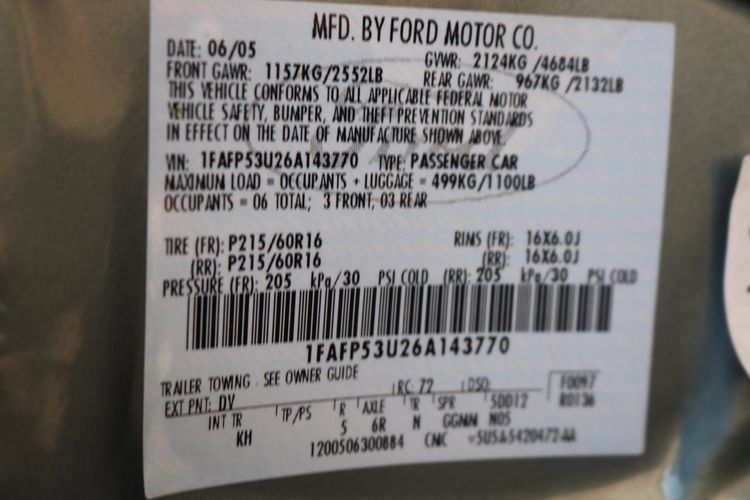 MFD. BY FORD MOTOR CO.
DATE: 06/05 GVWR: 2124KG /4684LB
FRONT GAWR: 1157KG/2552LB REAR GAWR: 967KG /2132LB
THIS VEHICLE CONFORMS TO ALL APPLICABLE FEDERAL MOTOR
VEHICLE SAFETY, BUMPER, AND THEFT PREVENTION STANDARDS
IN EFFECT ON THE DATE OF MANUFACTURE SHOWN ABOVE
VIN: 1FAFP53U26A143770 TYPE: PASSENGER CAR
MAXIMUM LOAD = OCCUPANTS + LUGGAGE = 499KG/1100LB
OCCUPANTS = 06 TOTAL; 3 FRONT, 03 REAR
TIRE (FR): P215/60R16 RIMS (FR): 16X6.0J
(RR): P215/60R16 (RR): 16X6.0J
PRESSURE (FR): 205 kPa/30 PSI COLD (RR): 205 kPa/30 PSI COLD
1FAFP53U26A143770
TRAILER TOWING - SEE OWNER GUIDE
EXT PNT: DV RC: 72 DSO: F0097
R0136
INT TR TP/PS R AXLE TR SPR 5DD12
KH 5 6R N GGNN N05
1200506300884 CMC